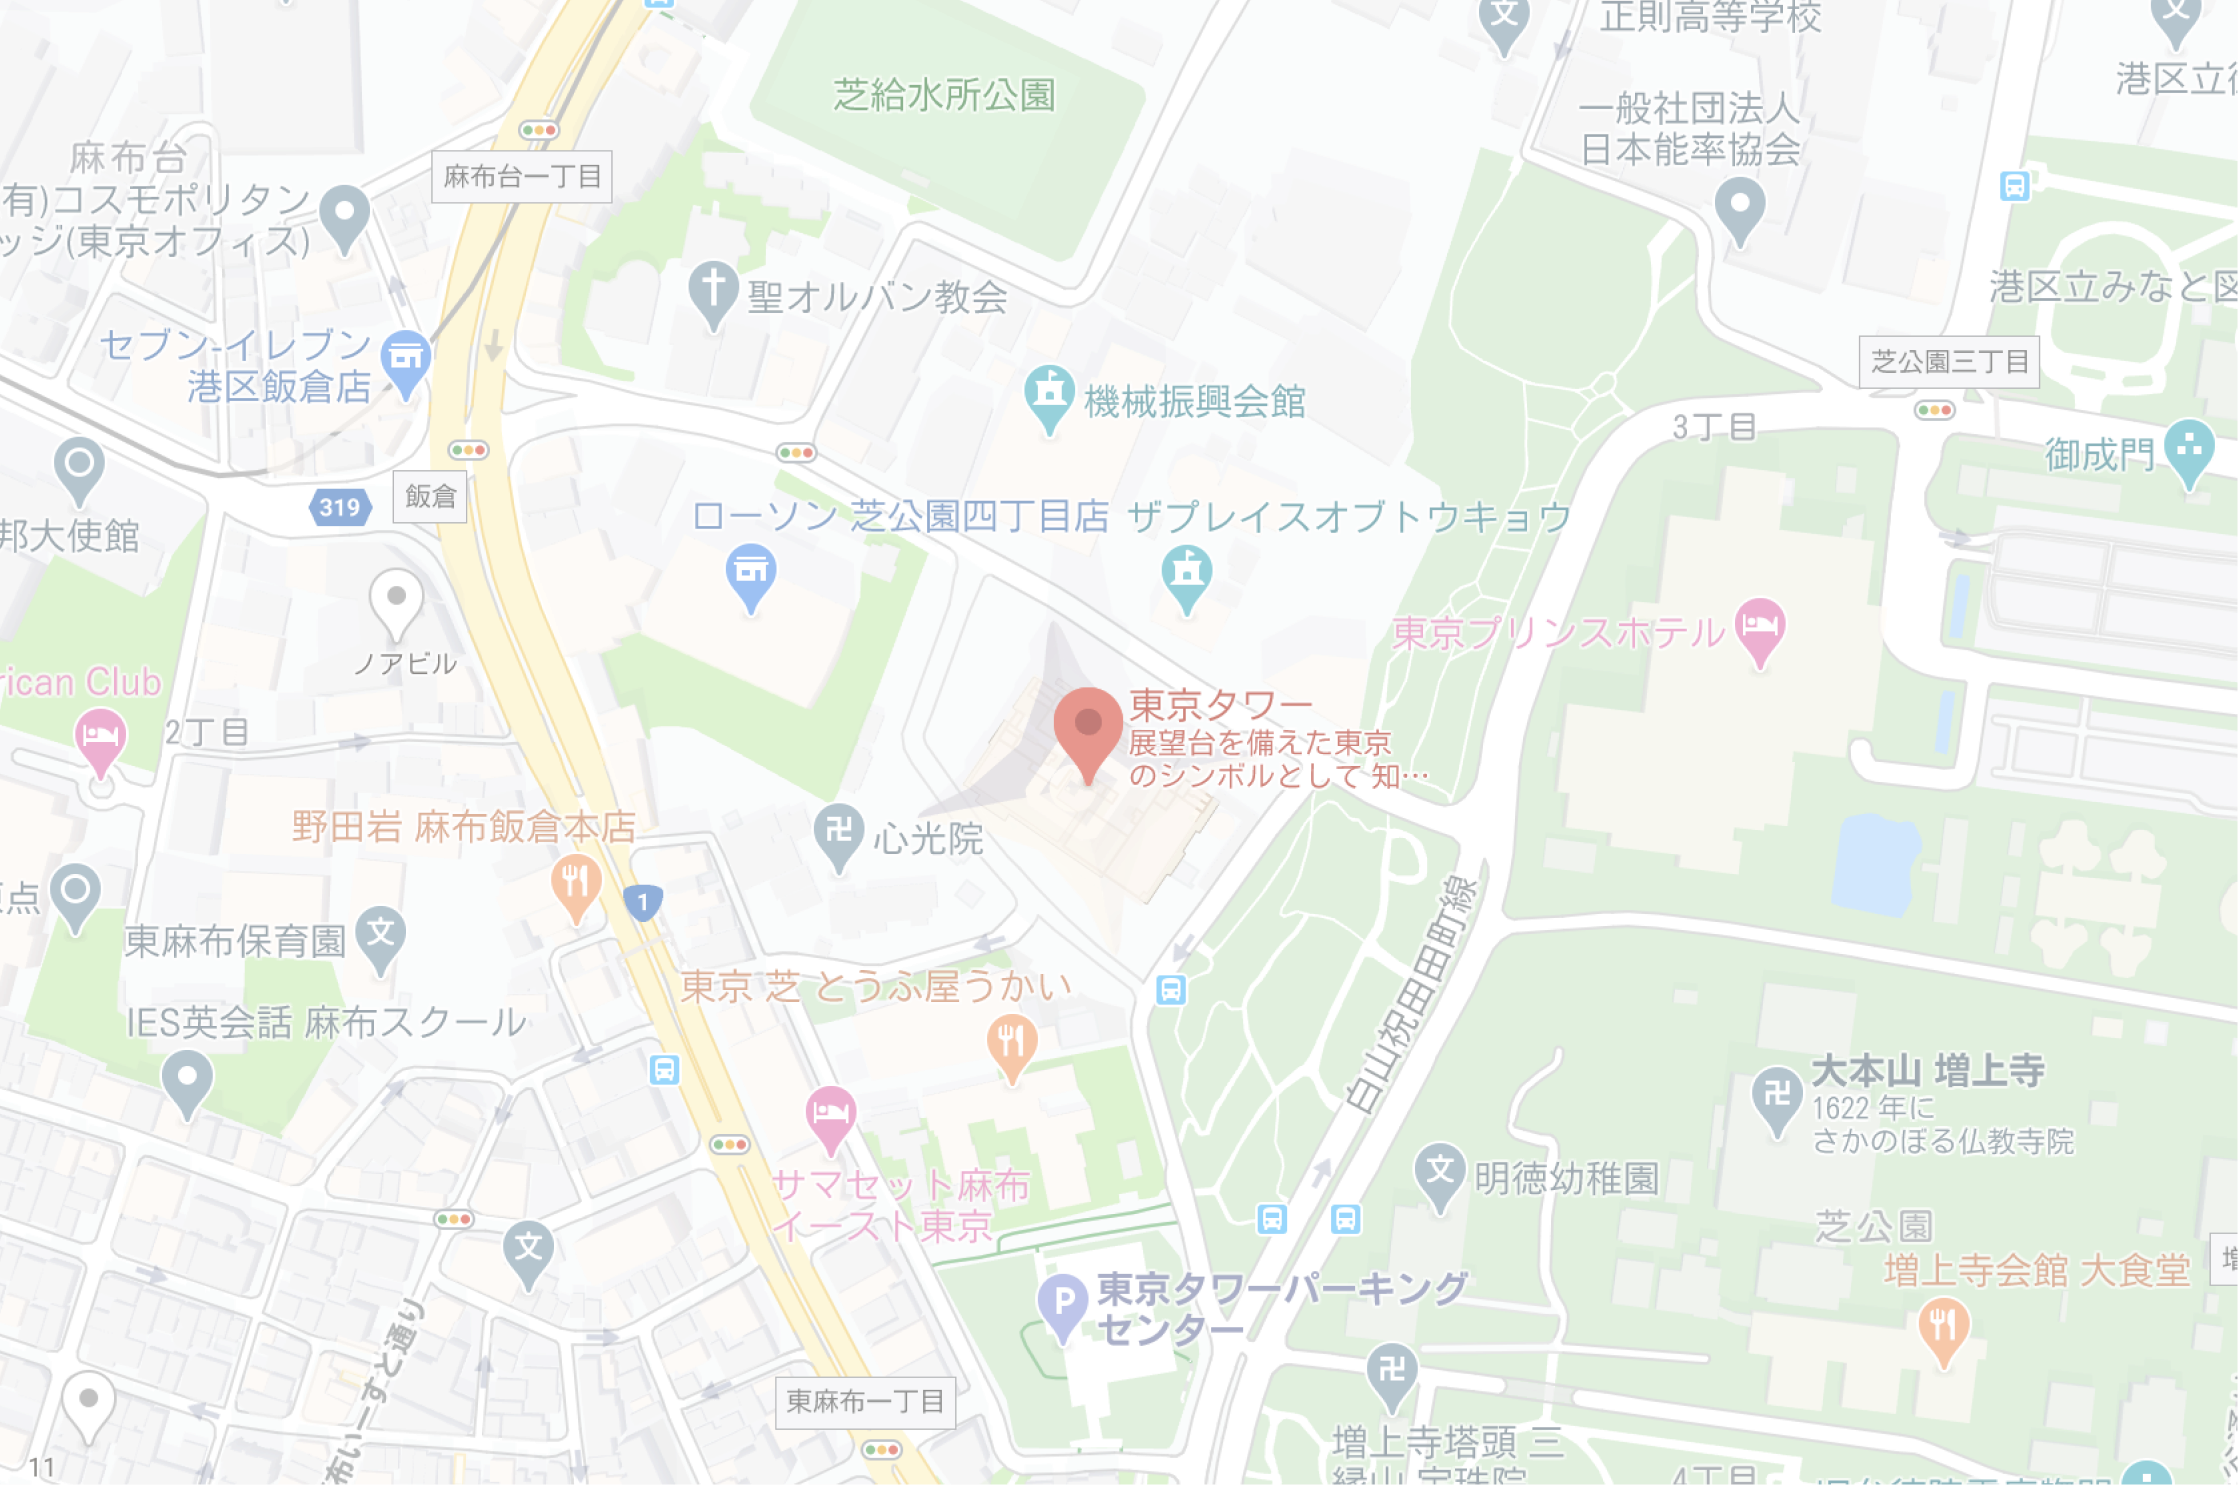 正則高等学校
港区立
芝給水所公園
一般社団法人
日本能率協会
麻布台
麻布台一丁目
有)コスモポリタン
ッジ(東京オフィス)
聖オルバン教会
港区立みなと図
セブン-イレブン
港区飯倉店
芝公園三丁目
機械振興会館
3丁目
御成門
319
飯倉
邦大使館
ローソン 芝公園四丁目店
ザプレイスオブトウキョウ
ノアビル
東京プリンスホテル
rican Club
2丁目
東京タワー
展望台を備えた東京
のシンボルとして 知…
野田岩 麻布飯倉本店
心光院
1
点
東麻布保育園
白山祝田田町線
東京 芝 とうふ屋うかい
IES英会話 麻布スクール
大本山 増上寺
1622 年に
さかのぼる仏教寺院
明徳幼稚園
サマセット麻布
イースト東京
芝公園
増上寺会館 大食堂
東京タワーパーキング
センター
P
東麻布一丁目
布いーすと通り
増上寺塔頭 三
縁山 宝珠院
11
4丁目